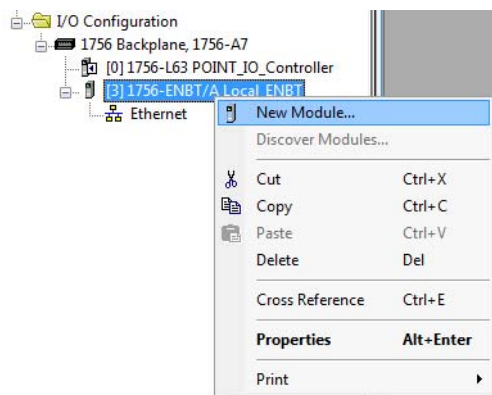 I/O Configuration
1756 Backplane, 1756-A7
[0] 1756-L63 POINT_IO_Controller
[3] 1756-ENBT/A Local_ENBT
Ethernet
New Module...
Discover Modules...
Cut Ctrl+X
Copy Ctrl+C
Paste Ctrl+V
Delete Del
Cross Reference Ctrl+E
Properties Alt+Enter
Print